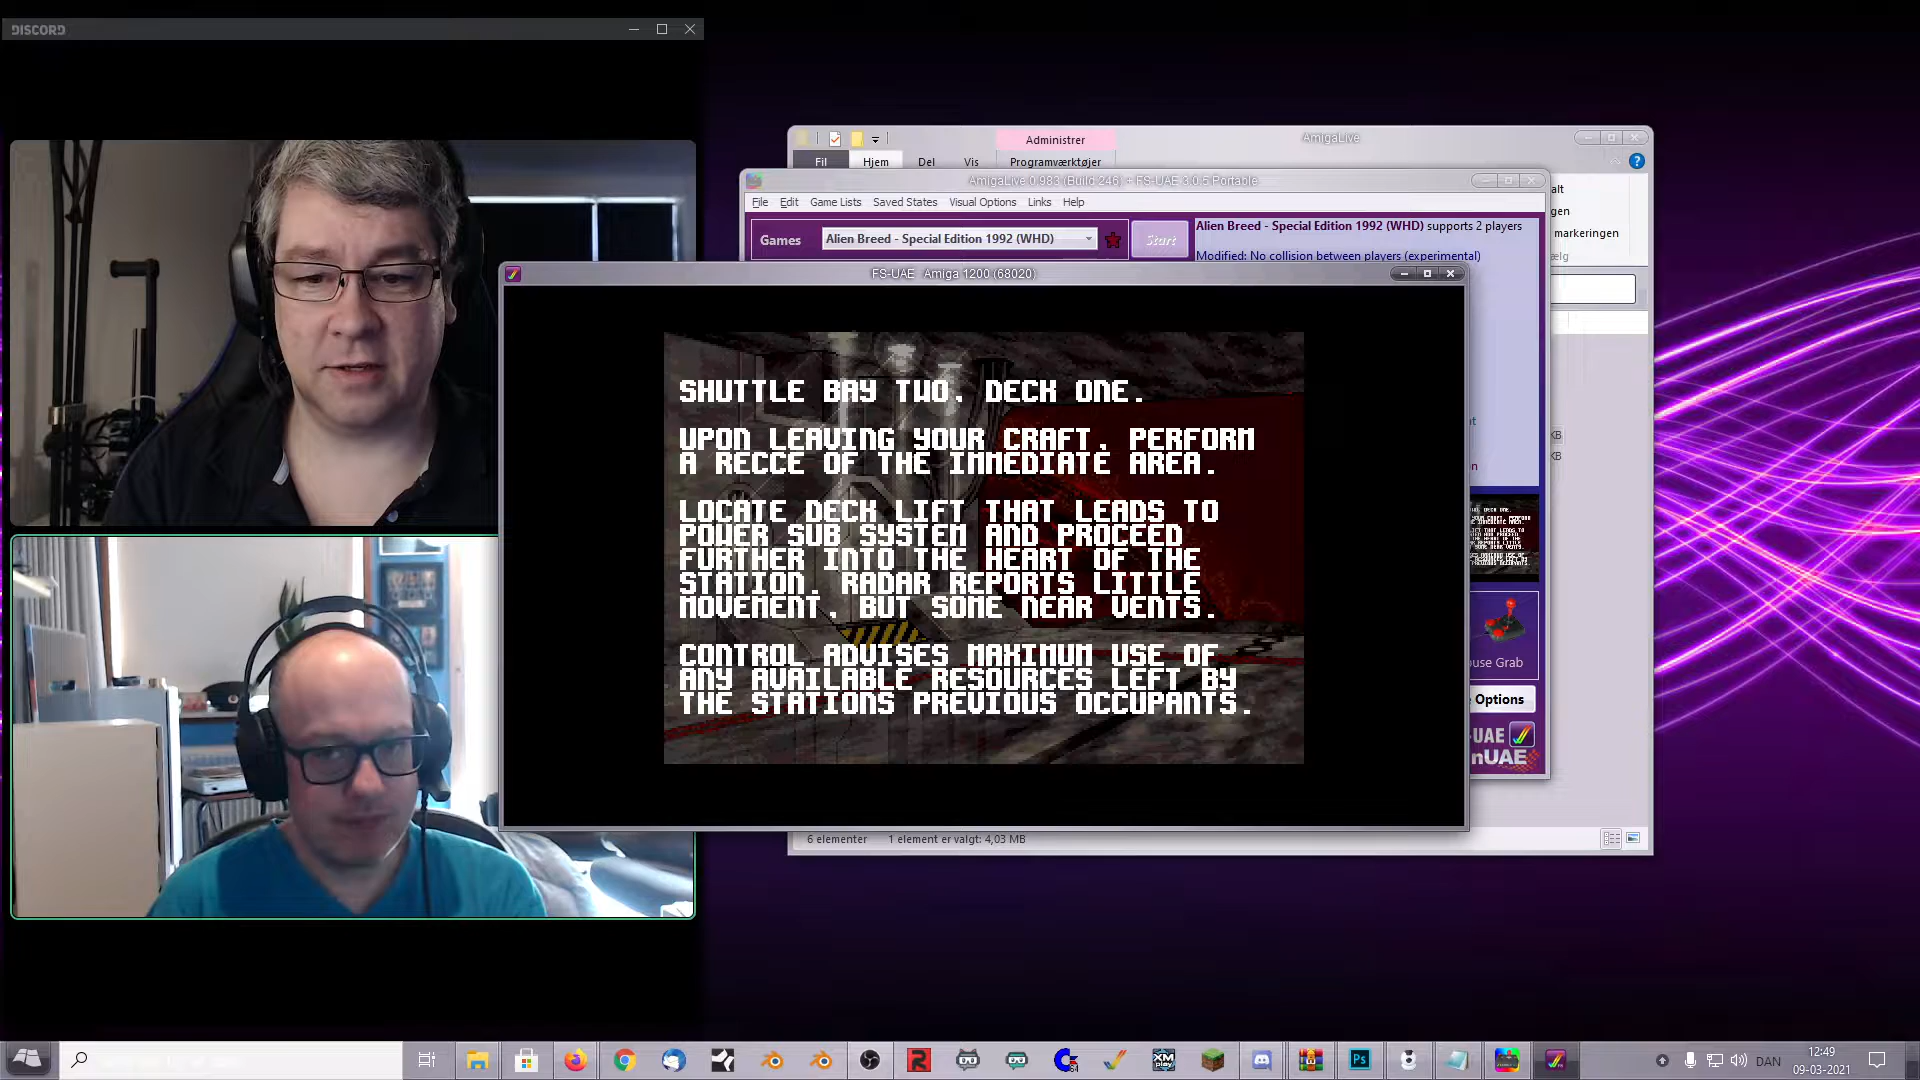 DISCORD
Administrer
AmigaLive
Fil Hjem Del Vis Programværktøjer
AmigaLive 0.983 (Build 246) + FS-UAE 3.0.5 Portable
File Edit Game Lists Saved States Visual Options Links Help
Games
Alien Breed - Special Edition 1992 (WHD)
Start
Alien Breed - Special Edition 1992 (WHD) supports 2 players
Modified: No collision between players (experimental)
alt
gen
markeringen
FS-UAE Amiga 1200 (68020)
SHUTTLE BAY TWO, DECK ONE.
UPON LEAVING YOUR CRAFT, PERFORM
A RECCE OF THE IMMEDIATE AREA.
LOCATE DECK LIFT THAT LEADS TO
POWER SUB SYSTEM AND PROCEED
FURTHER INTO THE HEART OF THE
STATION, RADAR REPORTS LITTLE
MOVEMENT, BUT SOME NEAR VENTS.
CONTROL ADVISES MAXIMUM USE OF
ANY AVAILABLE RESOURCES LEFT BY
THE STATIONS PREVIOUS OCCUPANTS.
KB
KB
use Grab
Options
-UAE
nUAE
6 elementer 1 element er valgt: 4,03 MB
DAN
12:49
09-03-2021